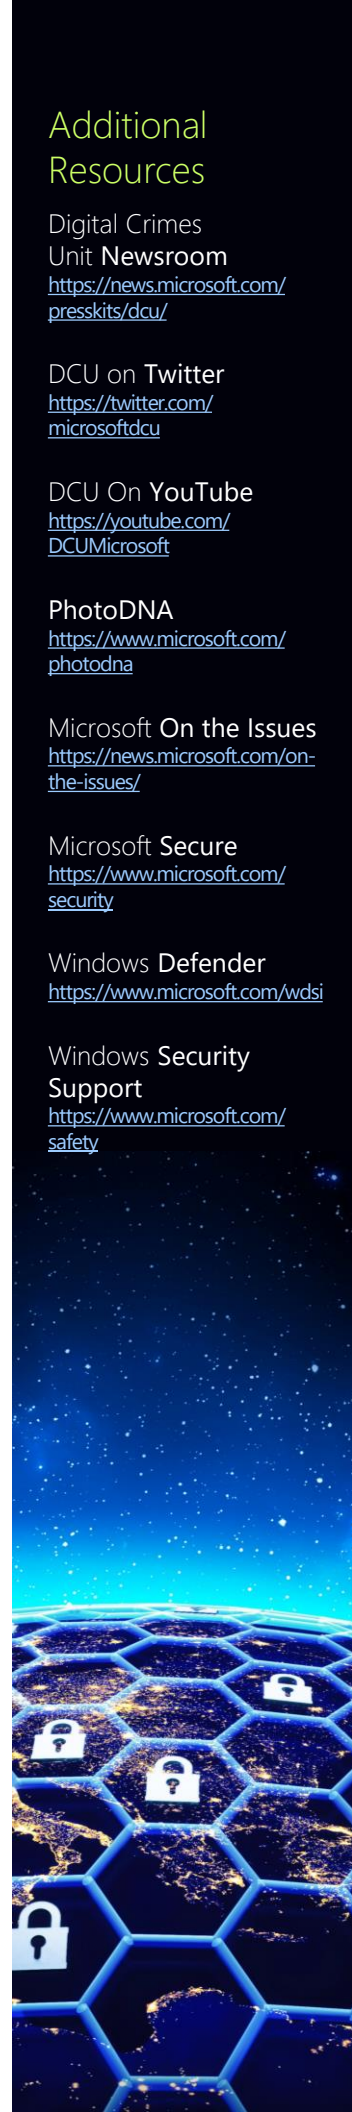 Additional
Resources
Digital Crimes
Unit Newsroom
https://news.microsoft.com/
presskits/dcu/
DCU on Twitter
https://twitter.com/
microsoftdcu
DCU On YouTube
https://youtube.com/
DCUMicrosoft
PhotoDNA
https://www.microsoft.com/
photodna
Microsoft On the Issues
https://news.microsoft.com/on-
the-issues/
Microsoft Secure
https://www.microsoft.com/
security
Windows Defender
https://www.microsoft.com/wdsi
Windows Security
Support
https://www.microsoft.com/
safety